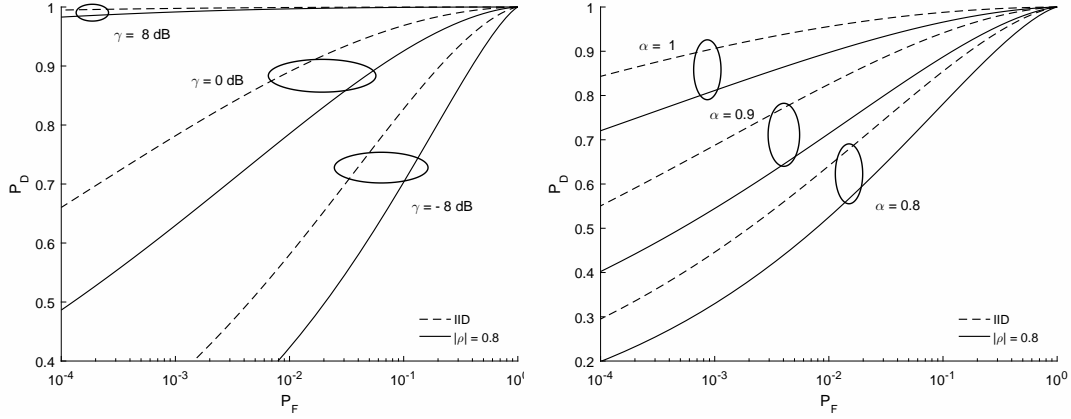 1
0.9
0.8
0.7
0.6
0.5
0.4
P_D
10^-4
10^-3
10^-2
10^-1
10^0
P_F
γ = 8 dB
γ = 0 dB
γ = - 8 dB
IID
|ρ| = 0.8
1
0.9
0.8
0.7
0.6
0.5
0.4
0.3
0.2
P_D
10^-4
10^-3
10^-2
10^-1
10^0
P_F
α = 1
α = 0.9
α = 0.8
IID
|ρ| = 0.8